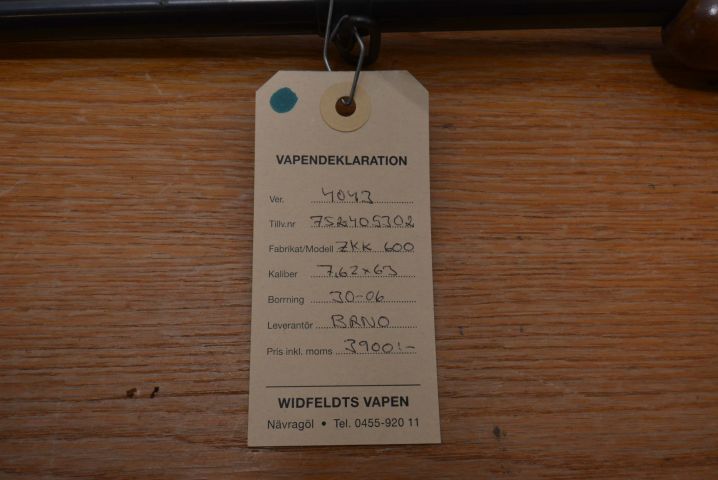 VAPENDEKLARATION
Ver. 4043
Tillv.nr 752405302
Fabrikat/Modell ZKK 600
Kaliber 7,62x63
Borrning 30-06
Leverantör BRNO
Pris inkl. moms 3900:-
WIDFELDTS VAPEN
Nävragöl • Tel. 0455-920 11